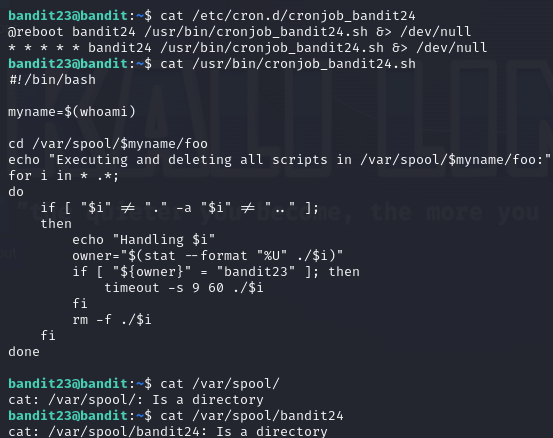 bandit23@bandit:~$ cat /etc/cron.d/cronjob_bandit24
@reboot bandit24 /usr/bin/cronjob_bandit24.sh &> /dev/null
* * * * * bandit24 /usr/bin/cronjob_bandit24.sh &> /dev/null
bandit23@bandit:~$ cat /usr/bin/cronjob_bandit24.sh
#!/bin/bash

myname=$(whoami)

cd /var/spool/$myname/foo
echo "Executing and deleting all scripts in /var/spool/$myname/foo:"
for i in * .*;
do
    if [ "$i" != "." -a "$i" != ".." ];
    then
        echo "Handling $i"
        owner="$(stat --format "%U" ./$i)"
        if [ "${owner}" = "bandit23" ]; then
            timeout -s 9 60 ./$i
        fi
        rm -f ./$i
    fi
done

bandit23@bandit:~$ cat /var/spool/
cat: /var/spool/: Is a directory
bandit23@bandit:~$ cat /var/spool/bandit24
cat: /var/spool/bandit24: Is a directory